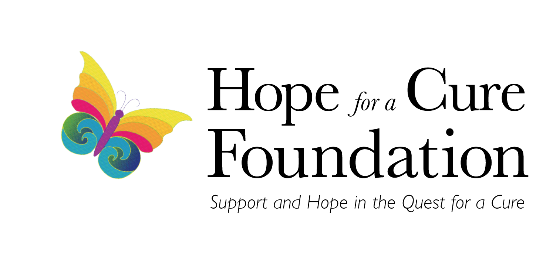 Hope for a Cure
Foundation
Support and Hope in the Quest for a Cure